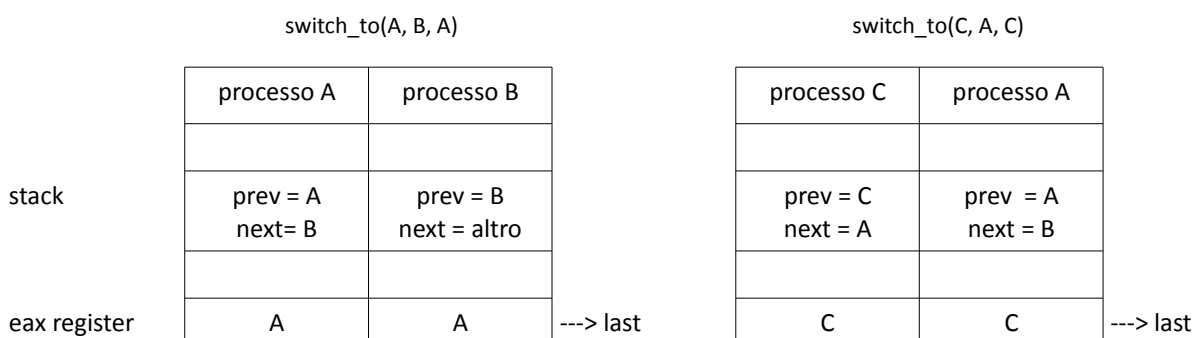 switch_to(A, B, A) switch_to(C, A, C)
processo A processo B processo C processo A
stack prev = A prev = B prev = C prev  = A
next= B next = altro next = A next = B
eax register A A ---> last C C ---> last